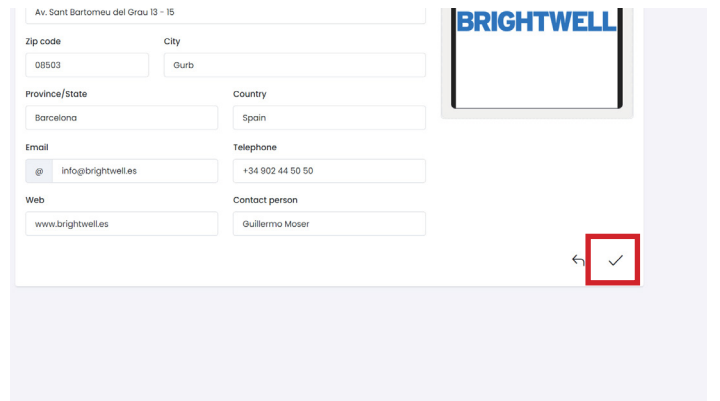 Av. Sant Bartomeu del Grau 13 - 15
BRIGHTWELL
Zip code City
08503 Gurb
Province/State Country
Barcelona Spain
Email Telephone
@ info@brightwell.es +34 902 44 50 50
Web Contact person
www.brightwell.es Guillermo Moser